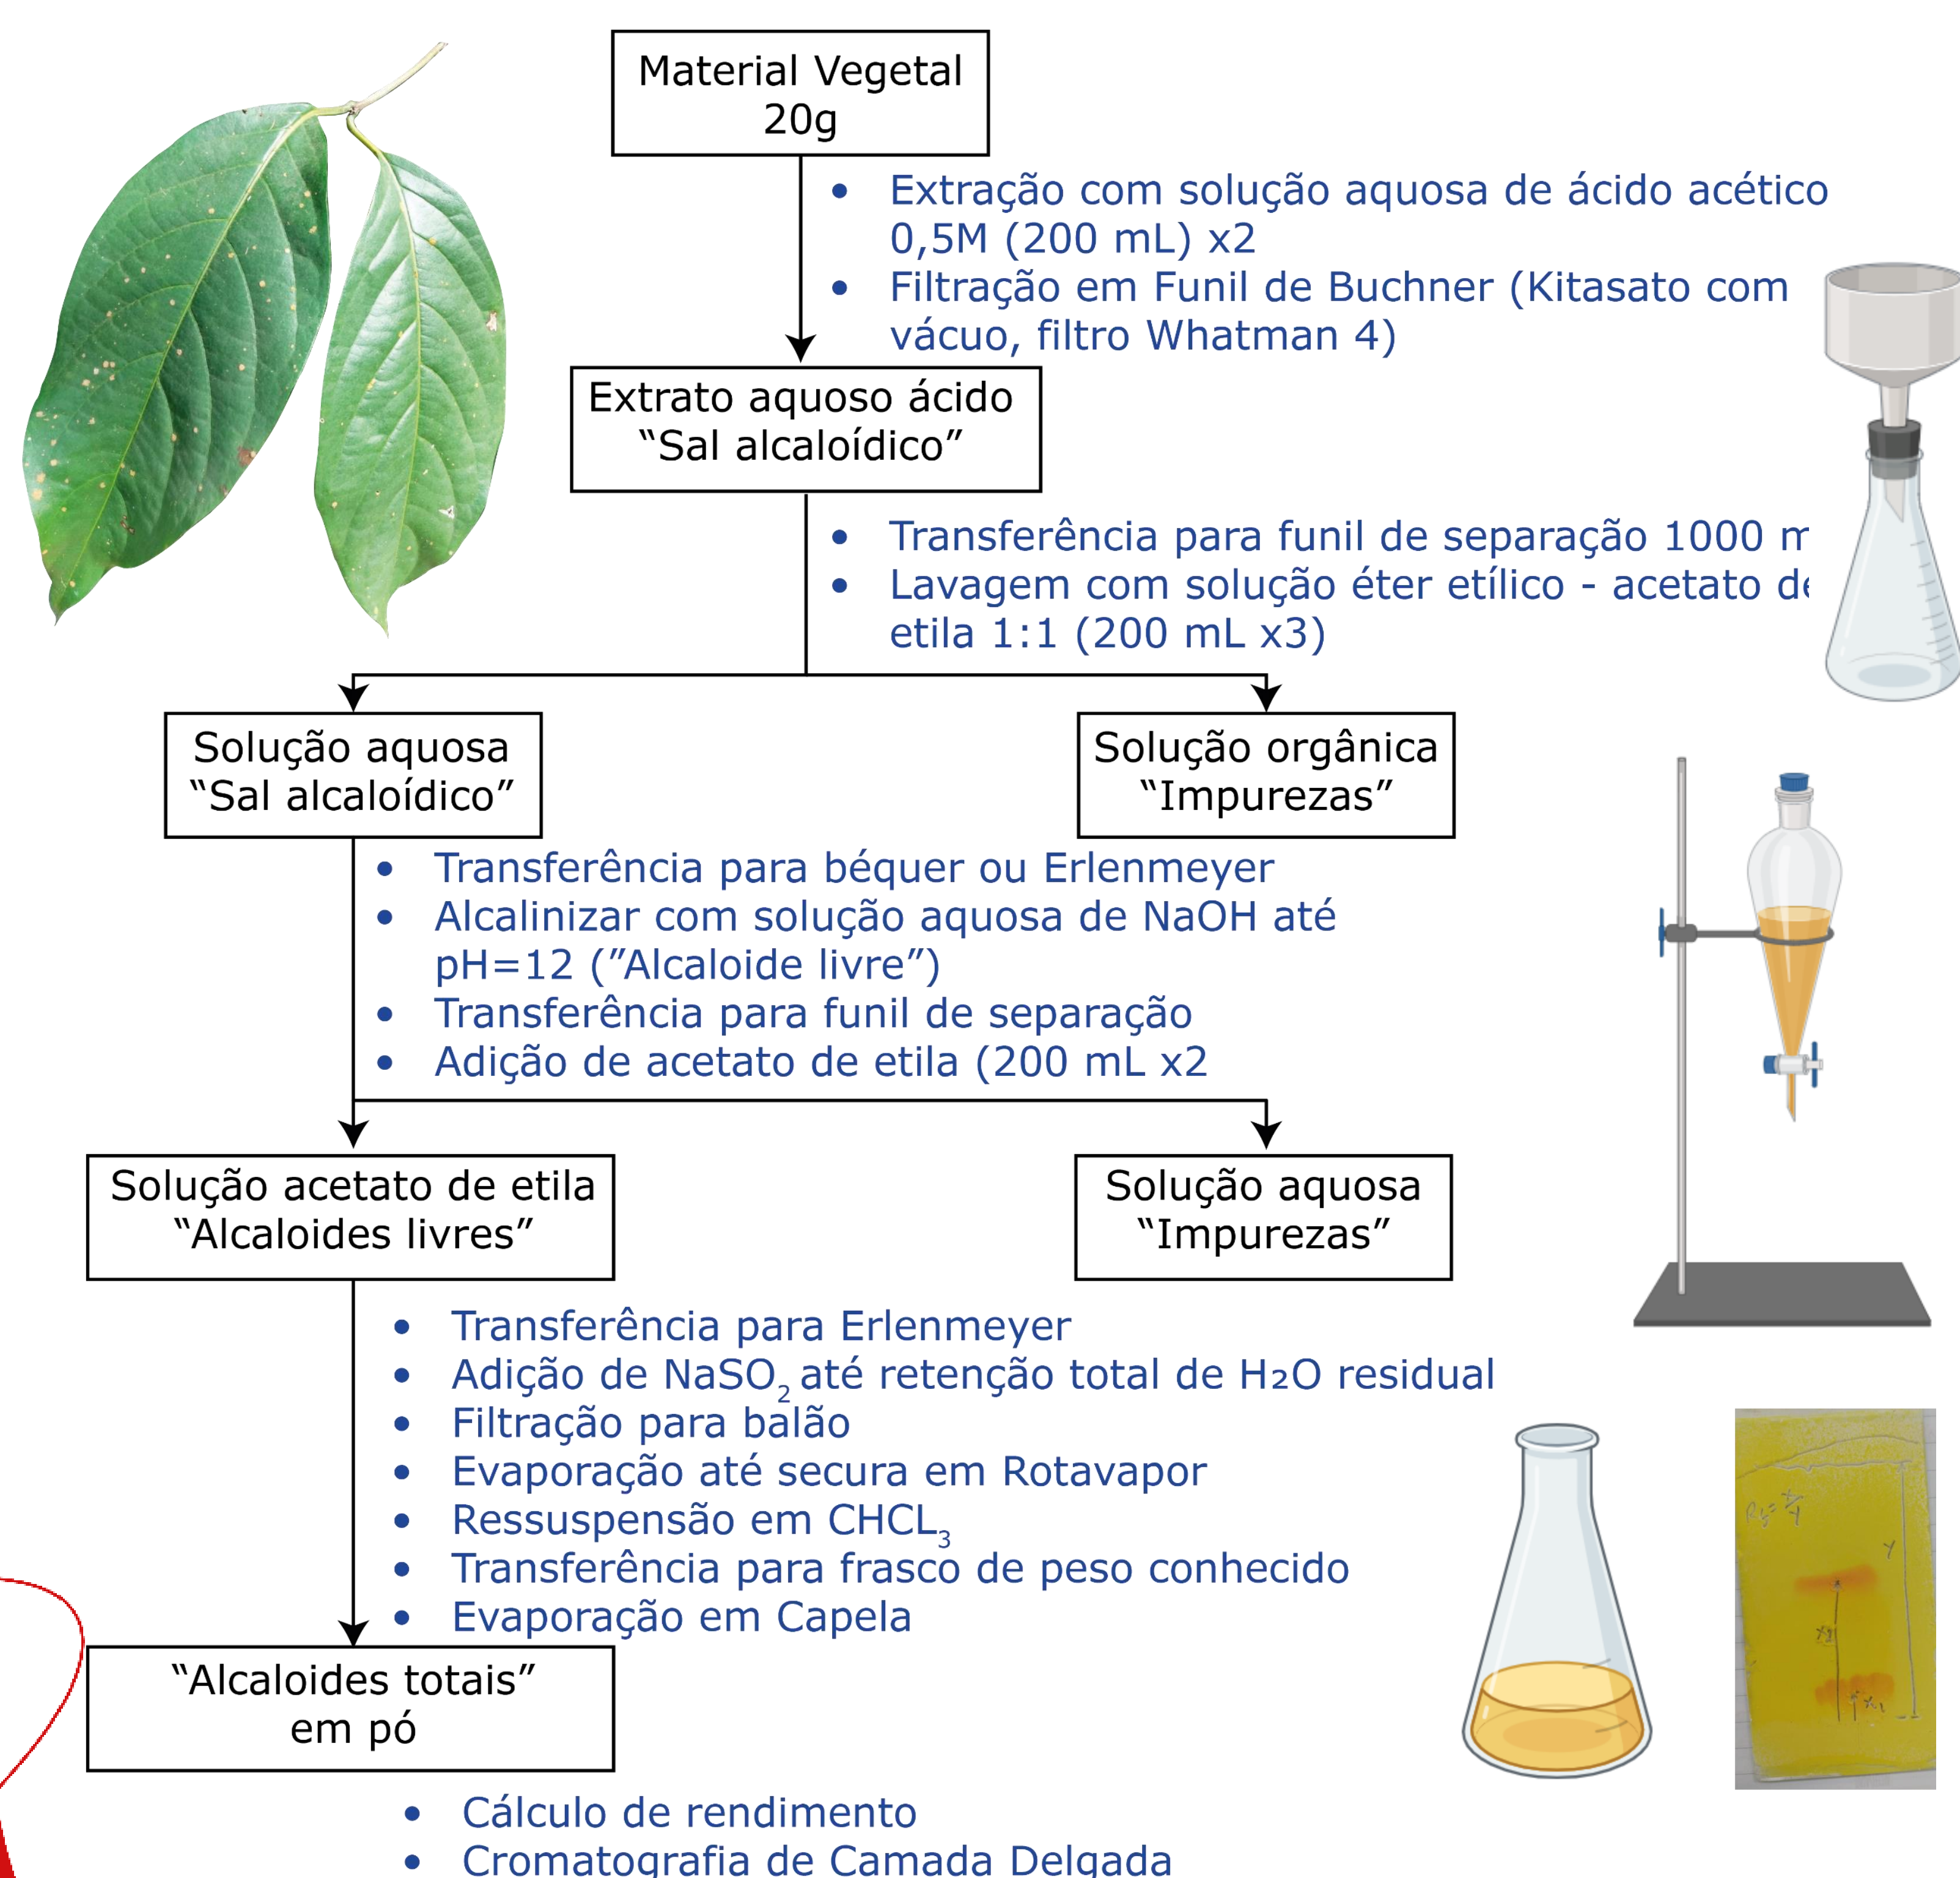 Material Vegetal
20g
• Extração com solução aquosa de ácido acético
0,5M (200 mL) x2
• Filtração em Funil de Buchner (Kitasato com
vácuo, filtro Whatman 4)
Extrato aquoso ácido
“Sal alcaloídico”
• Transferência para funil de separação 1000 m
• Lavagem com solução éter etílico - acetato de
etila 1:1 (200 mL x3)
Solução aquosa
“Sal alcaloídico”
Solução orgânica
“Impurezas”
• Transferência para béquer ou Erlenmeyer
• Alcalinizar com solução aquosa de NaOH até
pH=12 (”Alcaloide livre”)
• Transferência para funil de separação
• Adição de acetato de etila (200 mL x2
Solução acetato de etila
“Alcaloides livres”
Solução aquosa
“Impurezas”
• Transferência para Erlenmeyer
• Adição de NaSO₂ até retenção total de H₂O residual
• Filtração para balão
• Evaporação até secura em Rotavapor
• Ressuspensão em CHCL₃
• Transferência para frasco de peso conhecido
• Evaporação em Capela
“Alcaloides totais”
em pó
• Cálculo de rendimento
• Cromatografia de Camada Delgada
Y
x₁